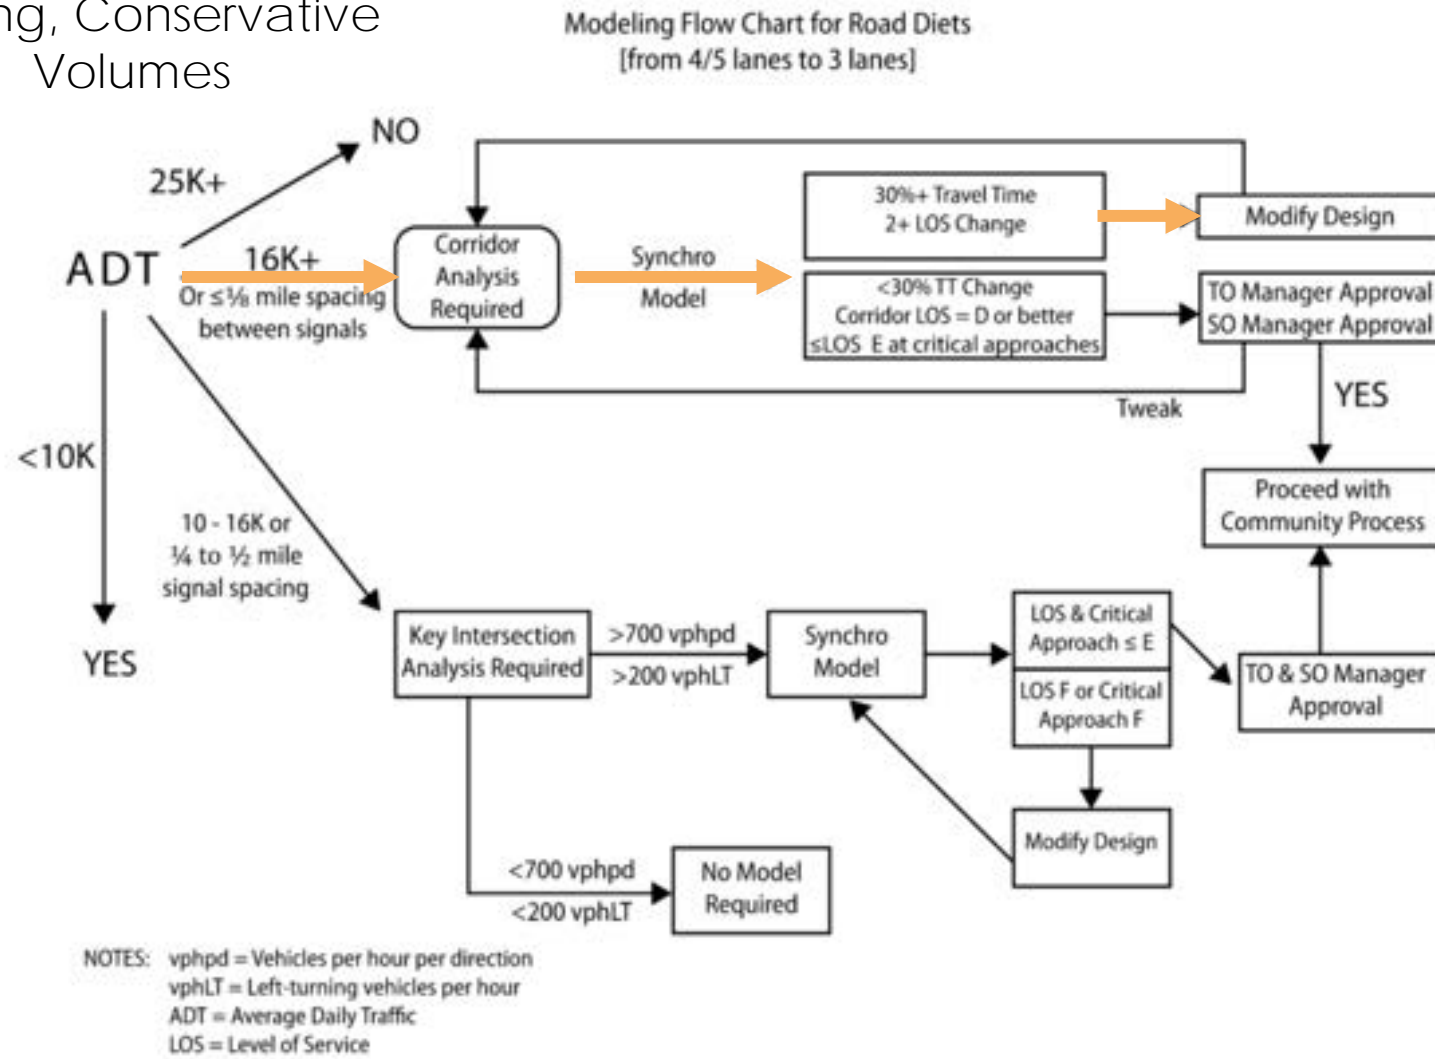 ng, Conservative
Volumes
Modeling Flow Chart for Road Diets
[from 4/5 lanes to 3 lanes]
NO
25K+
ADT
16K+
Or ≤⅛ mile spacing
between signals
Corridor
Analysis
Required
Synchro
Model
30%+ Travel Time
2+ LOS Change
Modify Design
<30% TT Change
Corridor LOS = D or better
≤LOS E at critical approaches
TO Manager Approval
SO Manager Approval
Tweak
YES
<10K
Proceed with
Community Process
10 - 16K or
¼ to ½ mile
signal spacing
YES
Key Intersection
Analysis Required
>700 vphpd
>200 vphLT
Synchro
Model
LOS & Critical
Approach ≤ E
LOS F or Critical
Approach F
TO & SO Manager
Approval
Modify Design
<700 vphpd
<200 vphLT
No Model
Required
NOTES: vphpd = Vehicles per hour per direction
vphLT = Left-turning vehicles per hour
ADT = Average Daily Traffic
LOS = Level of Service